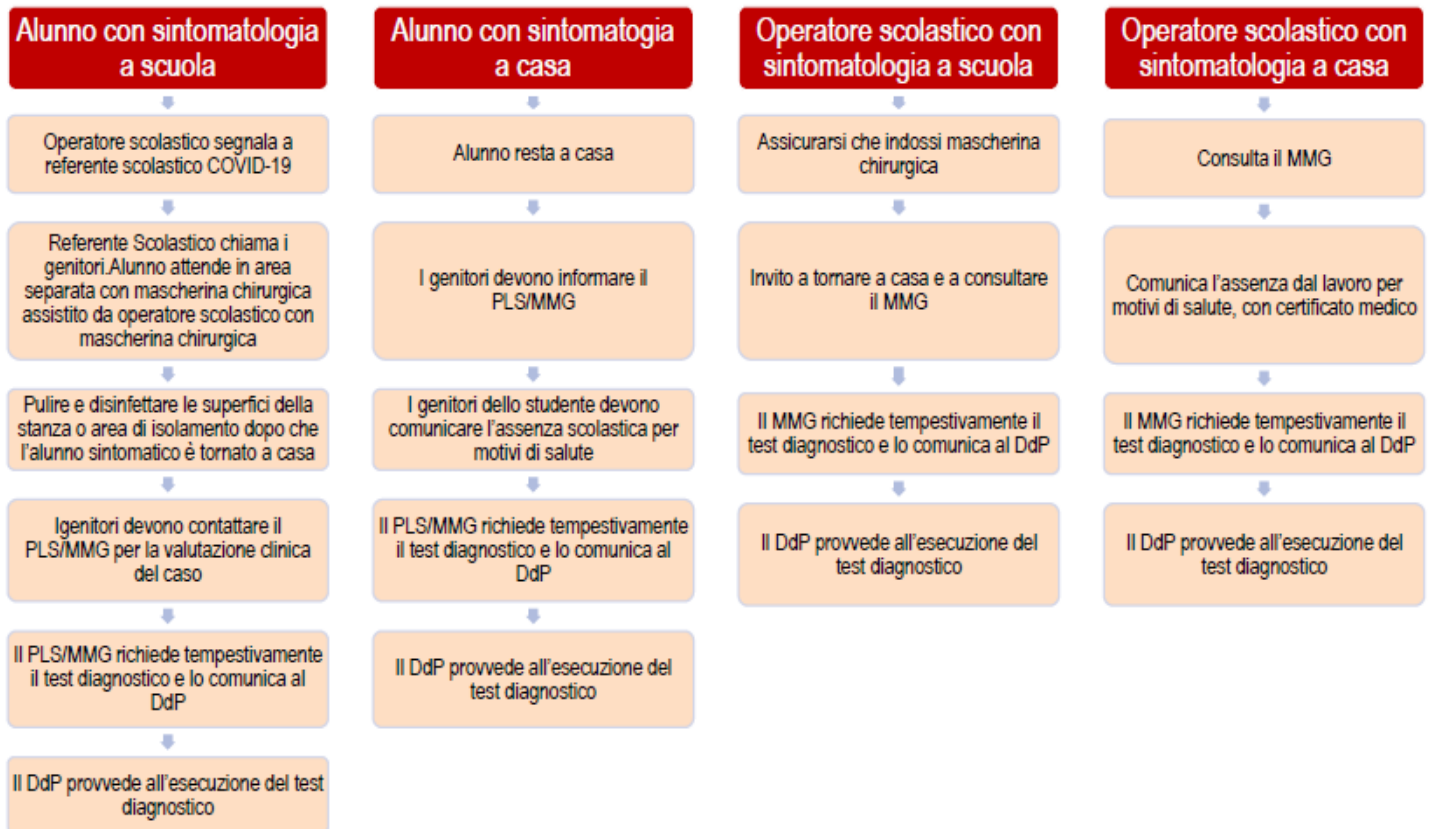 Alunno con sintomatologia
a scuola
Operatore scolastico segnala a
referente scolastico COVID-19
Referente Scolastico chiama i
genitori.Alunno attende in area
separata con mascherina chirurgica
assistito da operatore scolastico con
mascherina chirurgica
Pulire e disinfettare le superfici della
stanza o area di isolamento dopo che
l'alunno sintomatico è tornato a casa
Igenitori devono contattare il
PLS/MMG per la valutazione clinica
del caso
Il PLS/MMG richiede tempestivamente
il test diagnostico e lo comunica al
DdP
Il DdP provvede all'esecuzione del test
diagnostico
Alunno con sintomatogia
a casa
Alunno resta a casa
I genitori devono informare il
PLS/MMG
I genitori dello studente devono
comunicare l'assenza scolastica per
motivi di salute
Il PLS/MMG richiede tempestivamente
il test diagnostico e lo comunica al
DdP
Il DdP provvede all'esecuzione del
test diagnostico
Operatore scolastico con
sintomatologia a scuola
Assicurarsi che indossi mascherina
chirurgica
Invito a tornare a casa e a consultare
il MMG
Il MMG richiede tempestivamente il
test diagnostico e lo comunica al DdP
Il DdP provvede all'esecuzione del
test diagnostico
Operatore scolastico con
sintomatologia a casa
Consulta il MMG
Comunica l'assenza dal lavoro per
motivi di salute, con certificato medico
Il MMG richiede tempestivamente il
test diagnostico e lo comunica al DdP
Il DdP provvede all'esecuzione del
test diagnostico